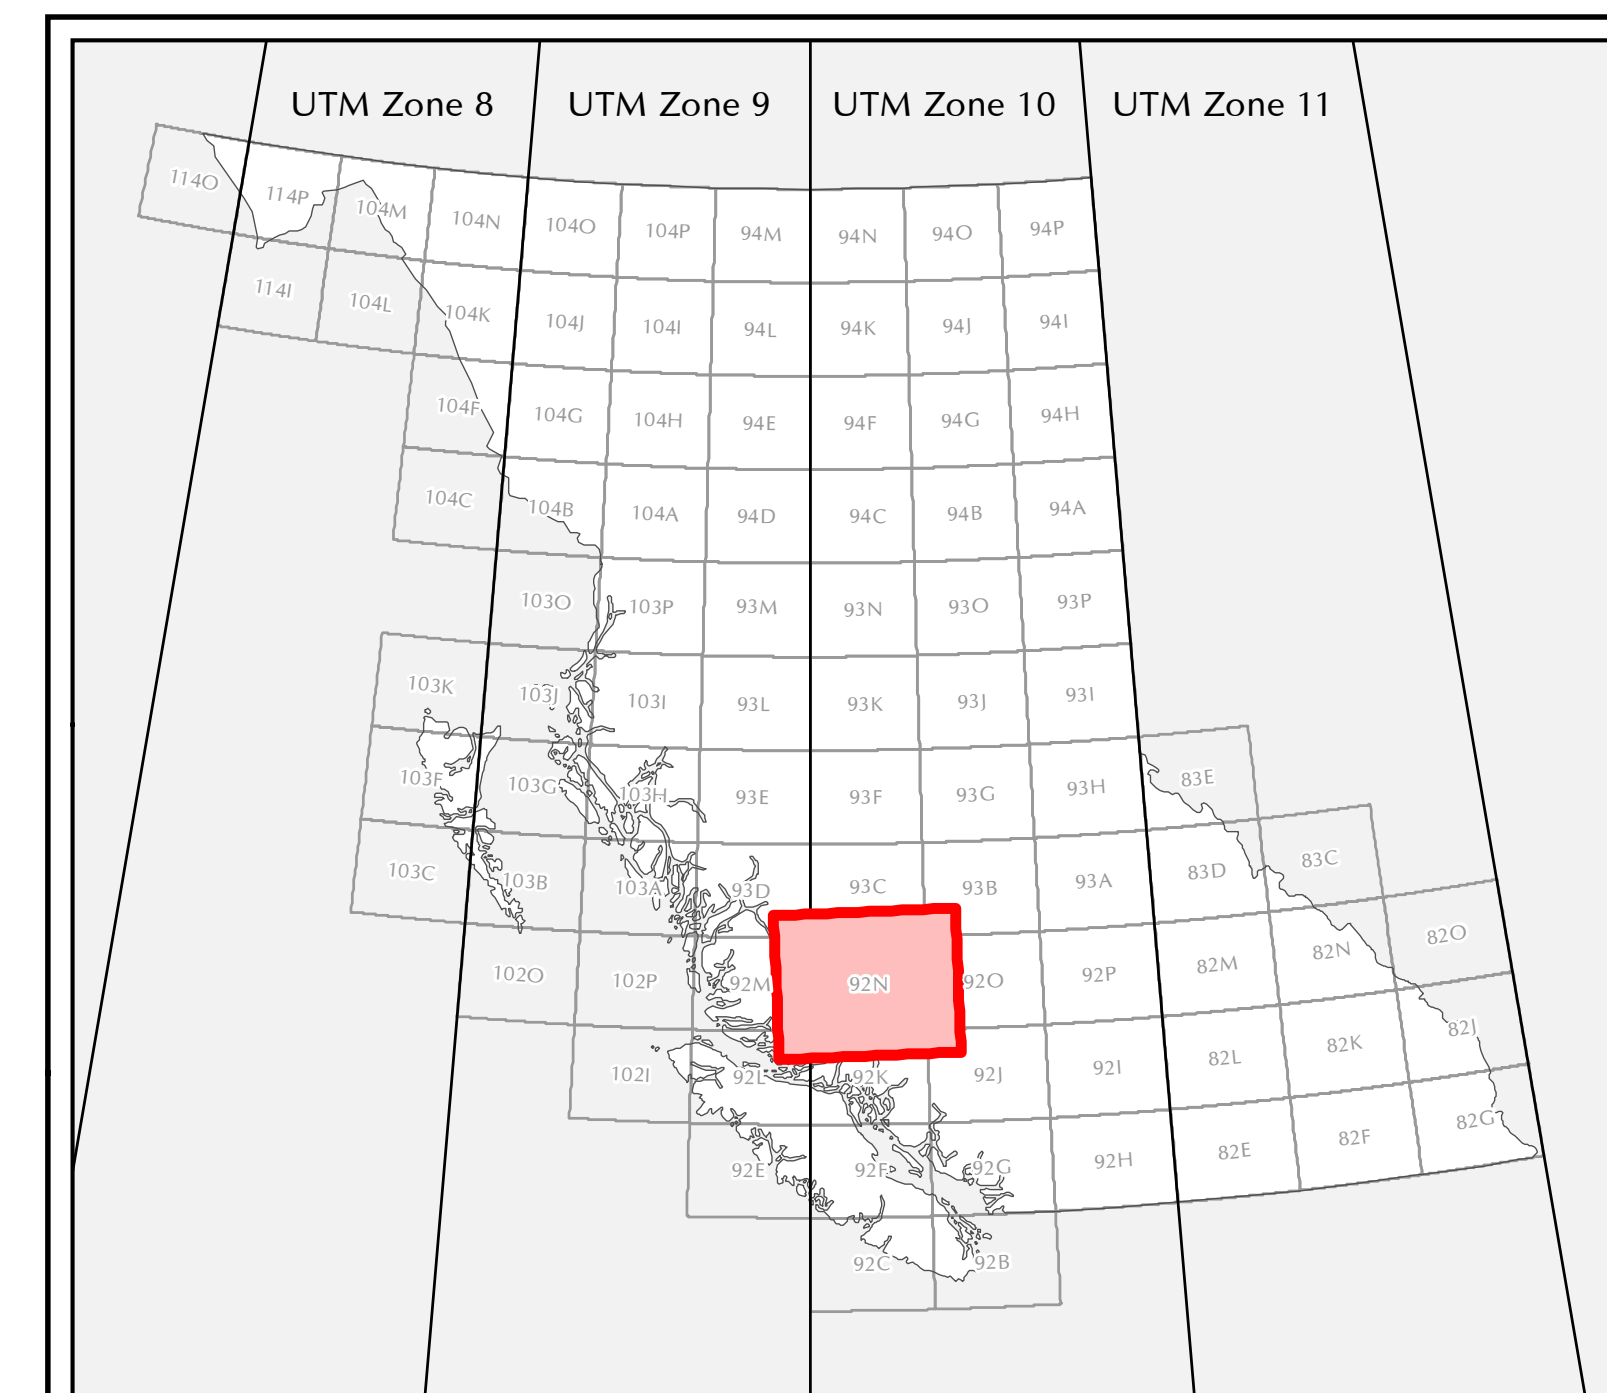 UTM Zone 8 UTM Zone 9 UTM Zone 10 UTM Zone 11
114O 114P 104M 104N 104O 104P 94M 94N 94O 94P
114I 104L 104K 104J 104I 94L 94K 94J 94I
104F 104G 104H 94E 94F 94G 94H
104C 104B 104A 94D 94C 94B 94A
103O 103P 93M 93N 93O 93P
103K 103J 103I 93L 93K 93J 93I
103F 103G 103H 93E 93F 93G 93H 83E
103C 103B 103A 93D 93C 93B 93A 83D 83C
102O 102P 92M 92N 92O 92P 82M 82N 82O
102I 92L 92K 92J 92I 82L 82K 82J
92E 92F 92G 92H 82E 82F 82G
92C 92B